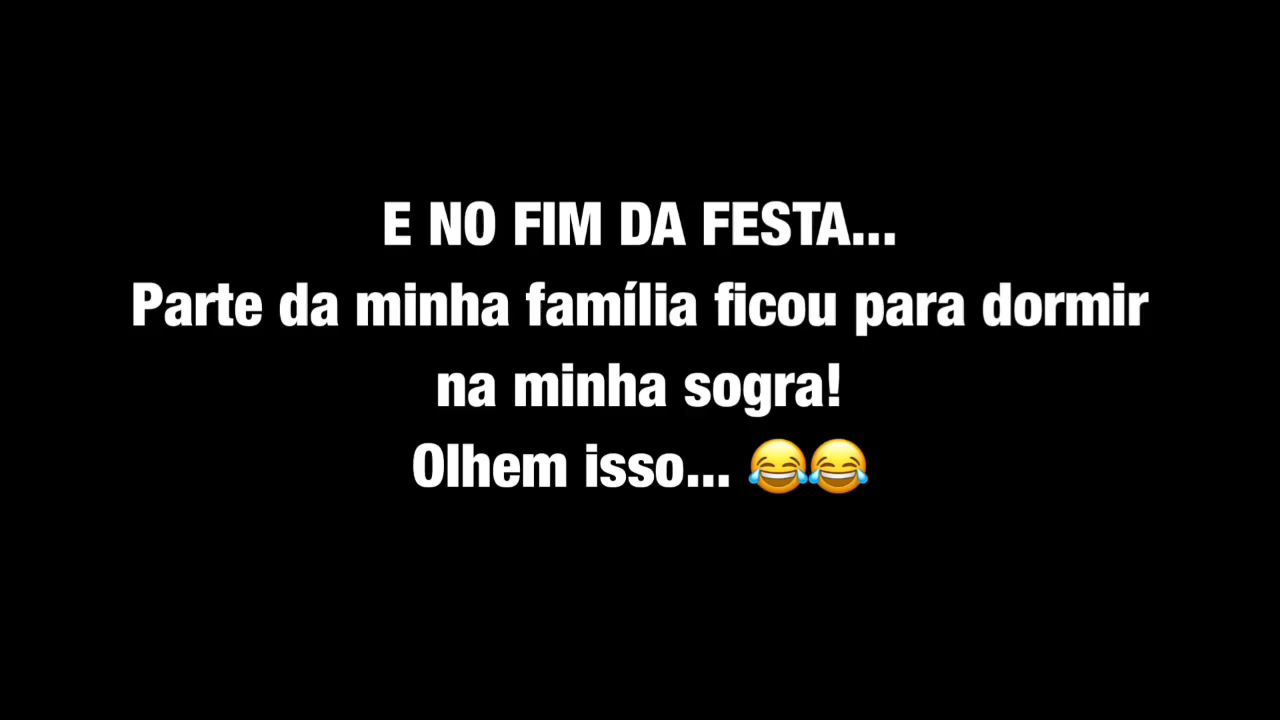 E NO FIM DA FESTA...
Parte da minha família ficou para dormir
na minha sogra!
Olhem isso... 😂😂